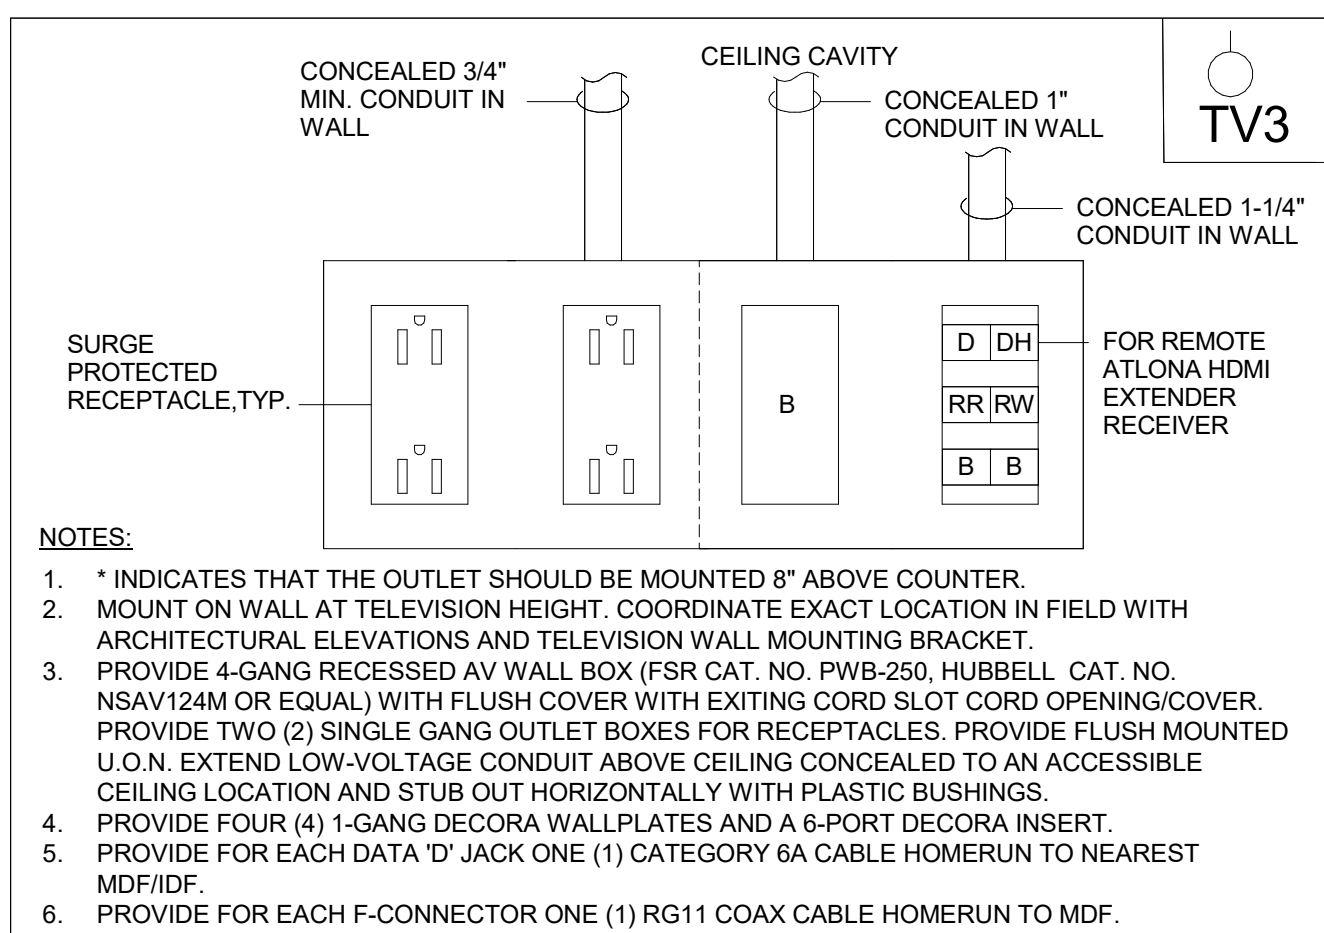 CONCEALED 3/4"
MIN. CONDUIT IN
WALL
CEILING CAVITY
CONCEALED 1"
CONDUIT IN WALL
TV3
CONCEALED 1-1/4"
CONDUIT IN WALL
SURGE
PROTECTED
RECEPTACLE,TYP.
B
D DH
RR RW
B B
FOR REMOTE
ATLONA HDMI
EXTENDER
RECEIVER
NOTES:
1. * INDICATES THAT THE OUTLET SHOULD BE MOUNTED 8" ABOVE COUNTER.
2. MOUNT ON WALL AT TELEVISION HEIGHT. COORDINATE EXACT LOCATION IN FIELD WITH
ARCHITECTURAL ELEVATIONS AND TELEVISION WALL MOUNTING BRACKET.
3. PROVIDE 4-GANG RECESSED AV WALL BOX (FSR CAT. NO. PWB-250, HUBBELL CAT. NO.
NSAV124M OR EQUAL) WITH FLUSH COVER WITH EXITING CORD SLOT CORD OPENING/COVER.
PROVIDE TWO (2) SINGLE GANG OUTLET BOXES FOR RECEPTACLES. PROVIDE FLUSH MOUNTED
U.O.N. EXTEND LOW-VOLTAGE CONDUIT ABOVE CEILING CONCEALED TO AN ACCESSIBLE
CEILING LOCATION AND STUB OUT HORIZONTALLY WITH PLASTIC BUSHINGS.
4. PROVIDE FOUR (4) 1-GANG DECORA WALLPLATES AND A 6-PORT DECORA INSERT.
5. PROVIDE FOR EACH DATA 'D' JACK ONE (1) CATEGORY 6A CABLE HOMERUN TO NEAREST
MDF/IDF.
6. PROVIDE FOR EACH F-CONNECTOR ONE (1) RG11 COAX CABLE HOMERUN TO MDF.